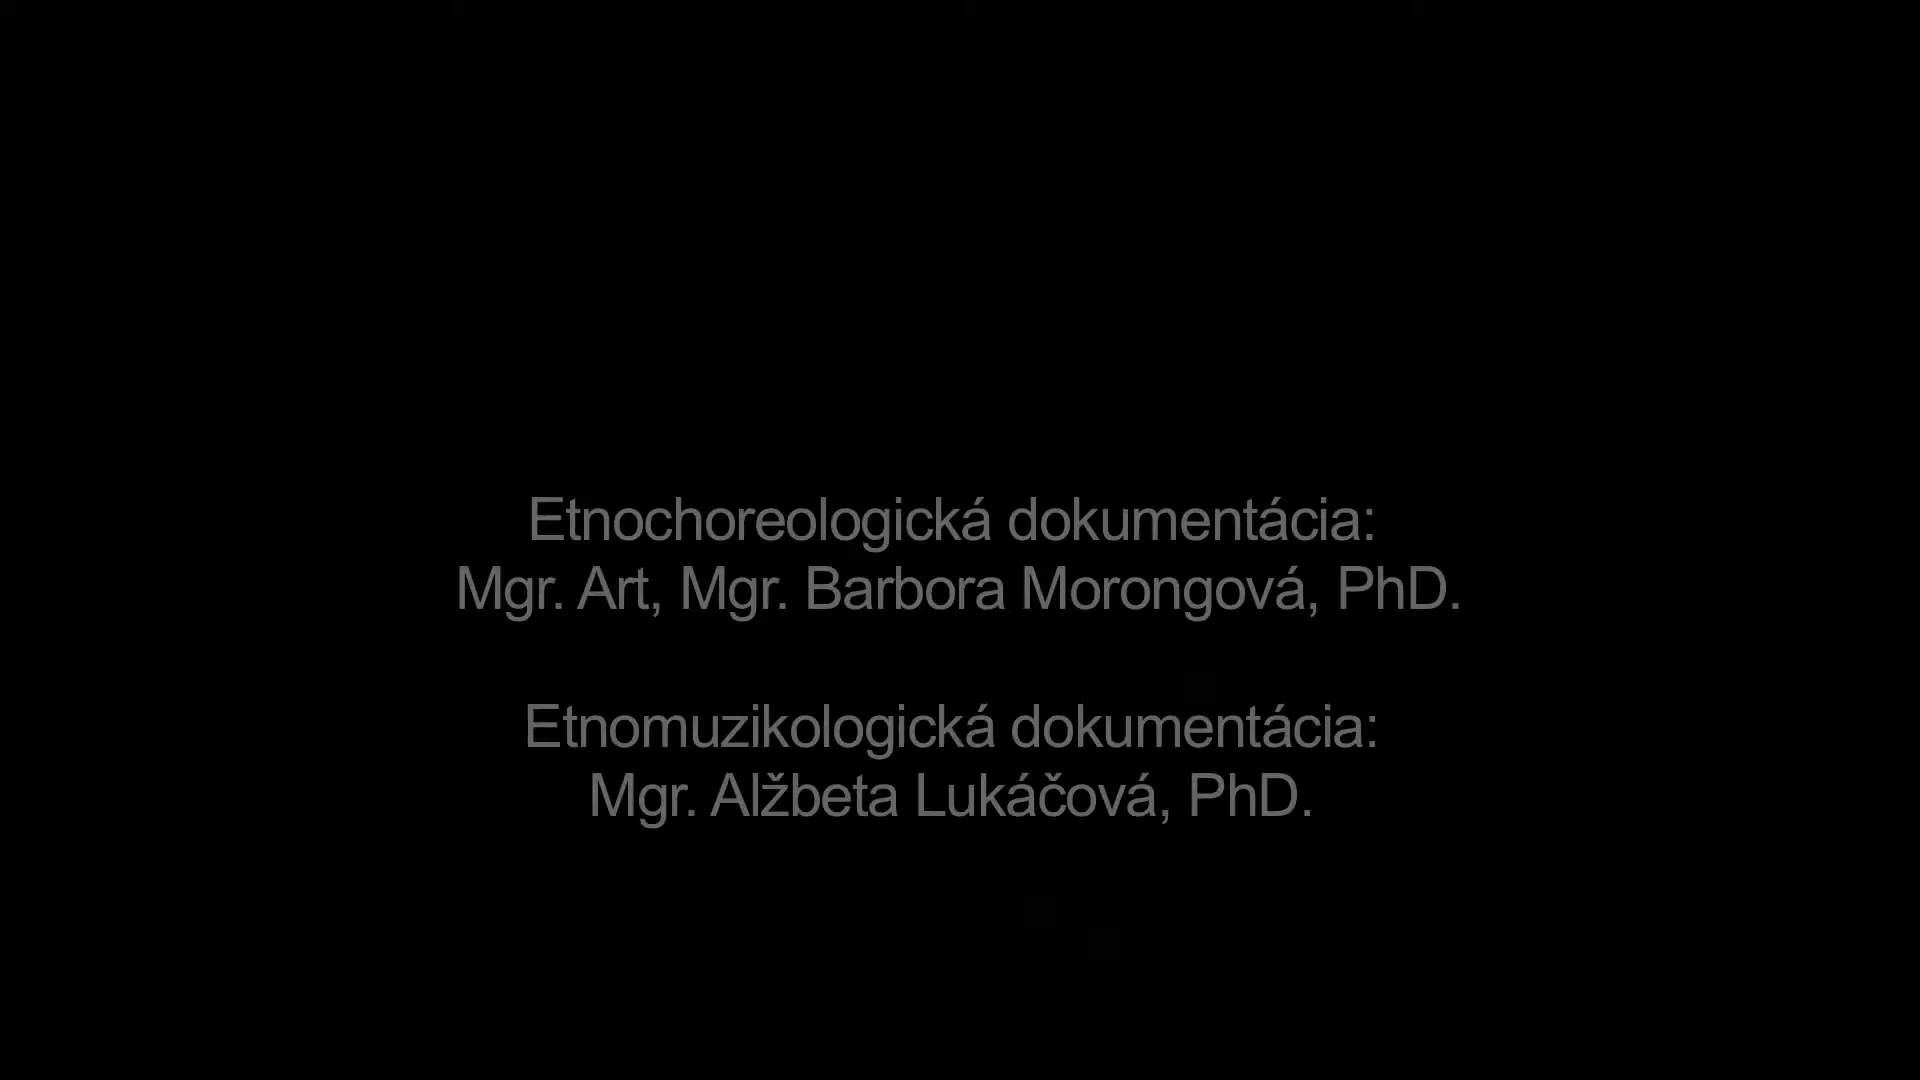 Etnochoreologická dokumentácia:
Mgr. Art, Mgr. Barbora Morongová, PhD.
Etnomuzikologická dokumentácia:
Mgr. Alžbeta Lukáčová, PhD.